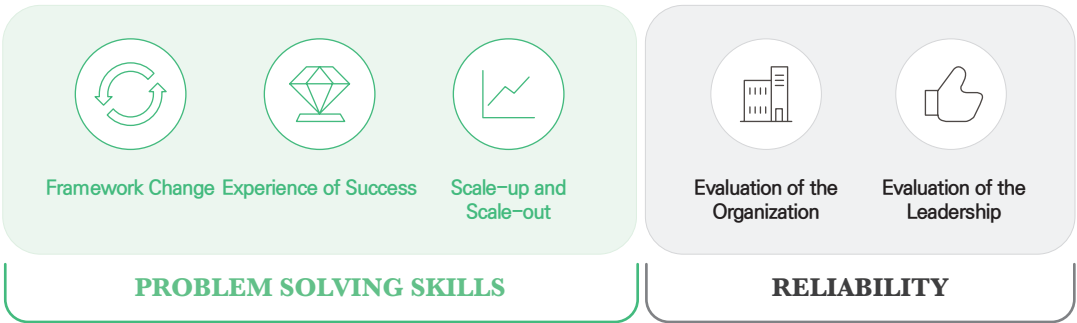 Framework Change
Experience of Success
Scale-up and
Scale-out
Evaluation of the
Organization
Evaluation of the
Leadership
PROBLEM SOLVING SKILLS
RELIABILITY